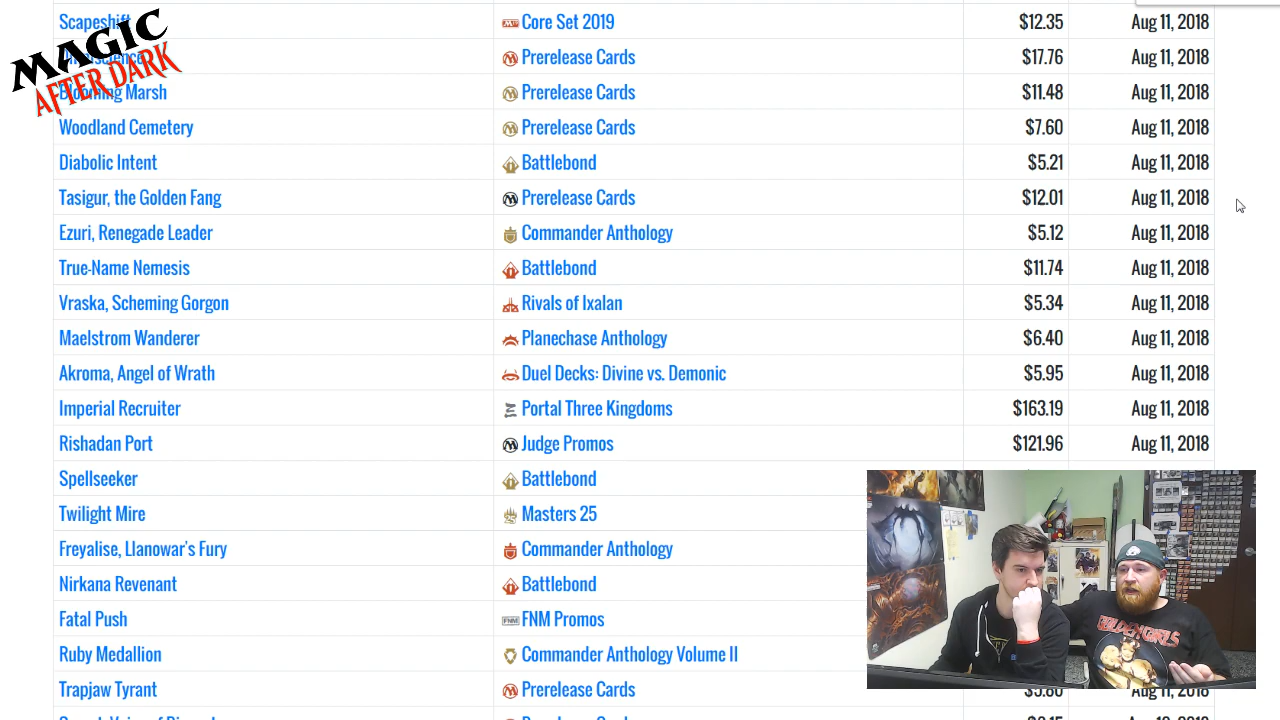 Scapeshift Core Set 2019 $12.35 Aug 11, 2018
MAGIC
AFTER DARK
Prerelease Cards $17.76 Aug 11, 2018
Blooming Marsh Prerelease Cards $11.48 Aug 11, 2018
Woodland Cemetery Prerelease Cards $7.60 Aug 11, 2018
Diabolic Intent Battlebond $5.21 Aug 11, 2018
Tasigur, the Golden Fang Prerelease Cards $12.01 Aug 11, 2018
Ezuri, Renegade Leader Commander Anthology $5.12 Aug 11, 2018
True-Name Nemesis Battlebond $11.74 Aug 11, 2018
Vraska, Scheming Gorgon Rivals of Ixalan $5.34 Aug 11, 2018
Maelstrom Wanderer Planechase Anthology $6.40 Aug 11, 2018
Akroma, Angel of Wrath Duel Decks: Divine vs. Demonic $5.95 Aug 11, 2018
Imperial Recruiter Portal Three Kingdoms $163.19 Aug 11, 2018
Rishadan Port Judge Promos $121.96 Aug 11, 2018
Spellseeker Battlebond
Twilight Mire Masters 25
Freyalise, Llanowar's Fury Commander Anthology
Nirkana Revenant Battlebond
Fatal Push FNM FNM Promos
GOLDEN GIRLS
Ruby Medallion Commander Anthology Volume II
Trapjaw Tyrant Prerelease Cards $5.80 Aug 11, 2018